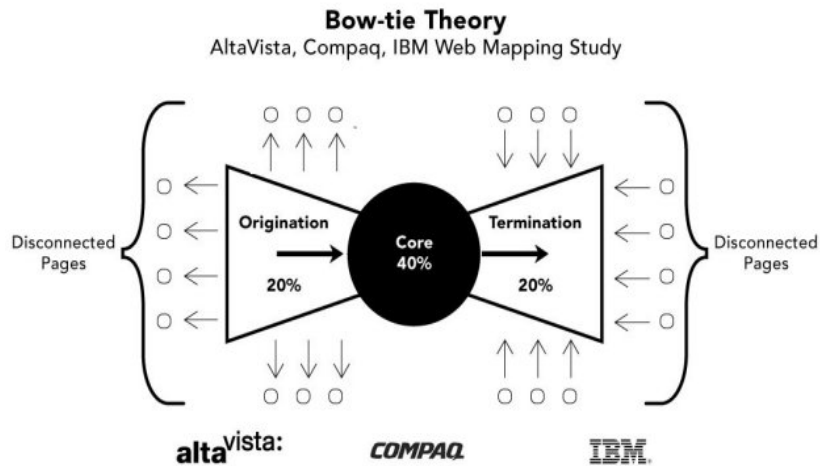 Bow-tie Theory
AltaVista, Compaq, IBM Web Mapping Study
Disconnected
Pages
Origination
20%
Core
40%
Termination
20%
Disconnected
Pages
altavista:
COMPAQ
IBM.